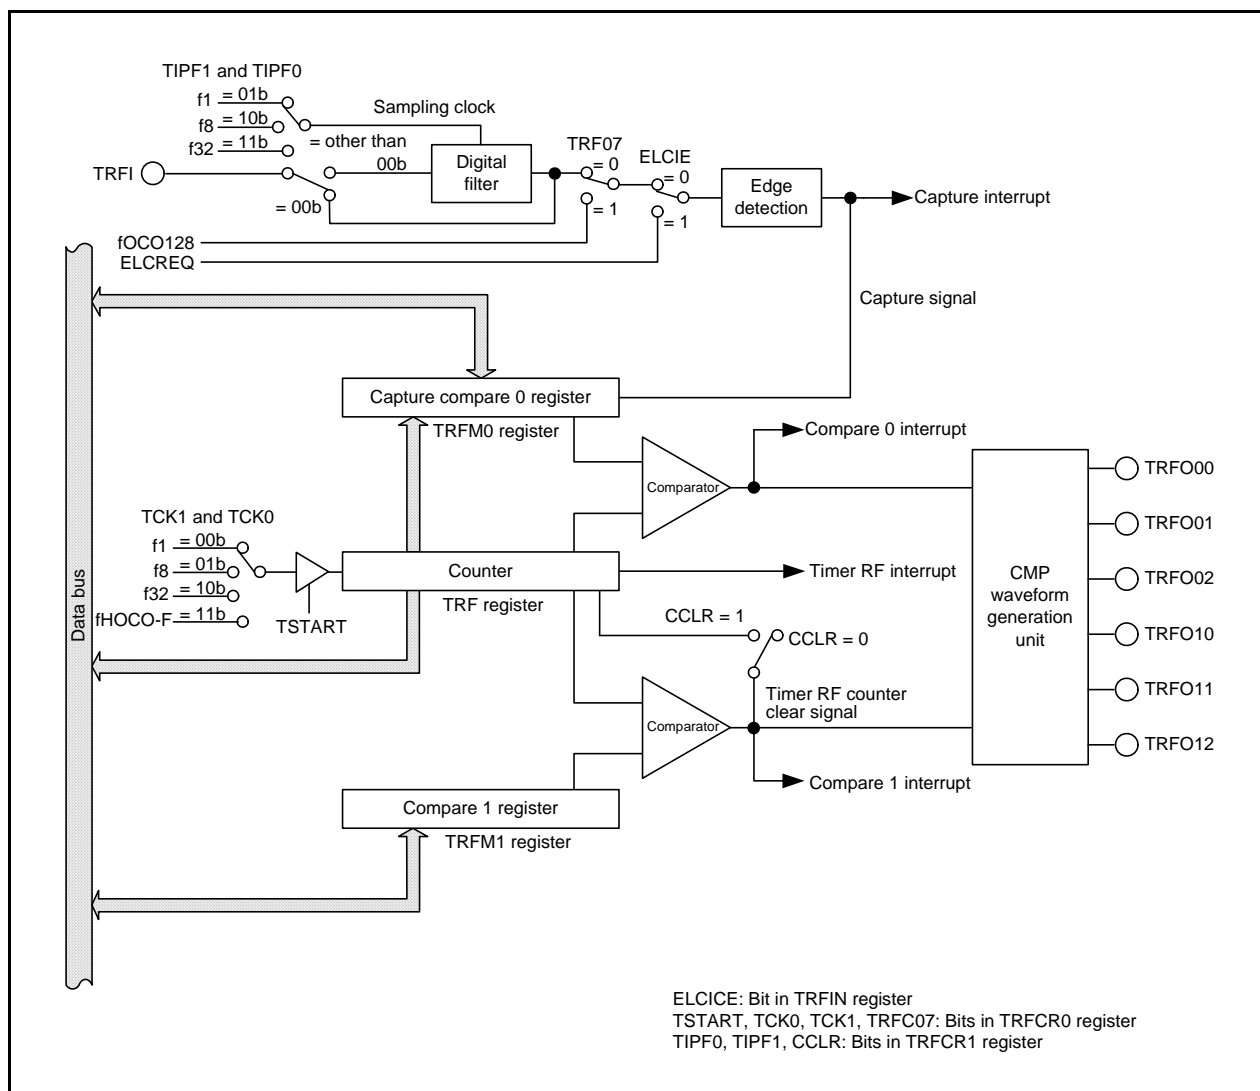 TIPF1 and TIPF0
f1 = 01b
f8 = 10b
f32 = 11b
Sampling clock
= other than
00b
TRFI
= 00b
Digital
filter
TRF07
= 0
= 1
ELCIE
= 0
= 1
Edge
detection
Capture interrupt
fOCO128
ELCREQ
Capture signal
Data bus
Capture compare 0 register
TRFM0 register
Comparator
Compare 0 interrupt
TCK1 and TCK0
f1 = 00b
f8 = 01b
f32 = 10b
fHOCO-F = 11b
TSTART
Counter
TRF register
Timer RF interrupt
CCLR = 1
CCLR = 0
Timer RF counter
clear signal
Comparator
Compare 1 interrupt
Compare 1 register
TRFM1 register
CMP
waveform
generation
unit
TRFO00
TRFO01
TRFO02
TRFO10
TRFO11
TRFO12
ELCICE: Bit in TRFIN register
TSTART, TCK0, TCK1, TRFC07: Bits in TRFCR0 register
TIPF0, TIPF1, CCLR: Bits in TRFCR1 register